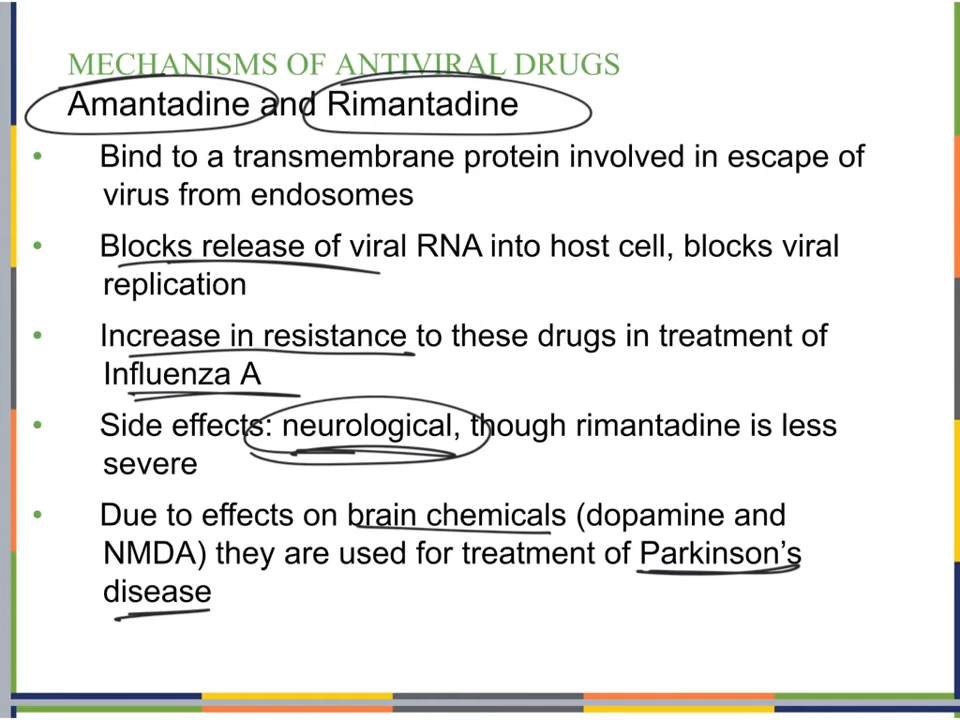 MECHANISMS OF ANTIVIRAL DRUGS
Amantadine and Rimantadine
• Bind to a transmembrane protein involved in escape of
virus from endosomes
• Blocks release of viral RNA into host cell, blocks viral
replication
• Increase in resistance to these drugs in treatment of
Influenza A
• Side effects: neurological, though rimantadine is less
severe
• Due to effects on brain chemicals (dopamine and
NMDA) they are used for treatment of Parkinson’s
disease